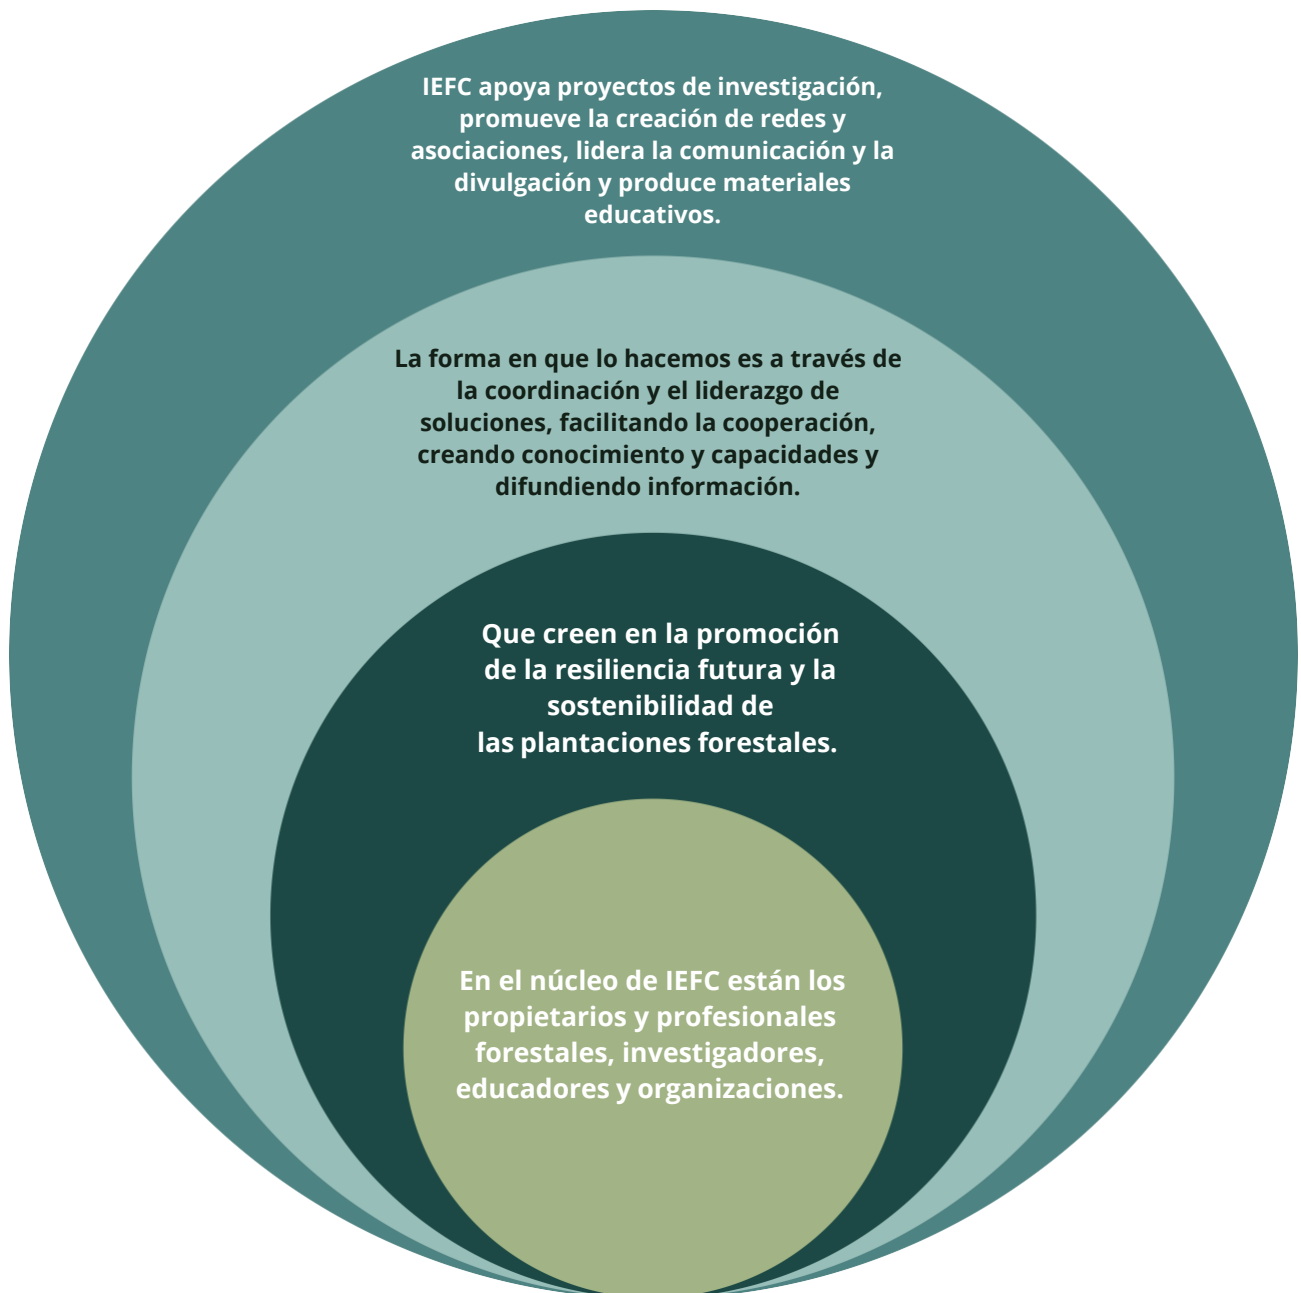 IEFC apoya proyectos de investigación,
promueve la creación de redes y
asociaciones, lidera la comunicación y la
divulgación y produce materiales
educativos.
La forma en que lo hacemos es a través de
la coordinación y el liderazgo de
soluciones, facilitando la cooperación,
creando conocimiento y capacidades y
difundiendo información.
Que creen en la promoción
de la resiliencia futura y la
sostenibilidad de
las plantaciones forestales.
En el núcleo de IEFC están los
propietarios y profesionales
forestales, investigadores,
educadores y organizaciones.